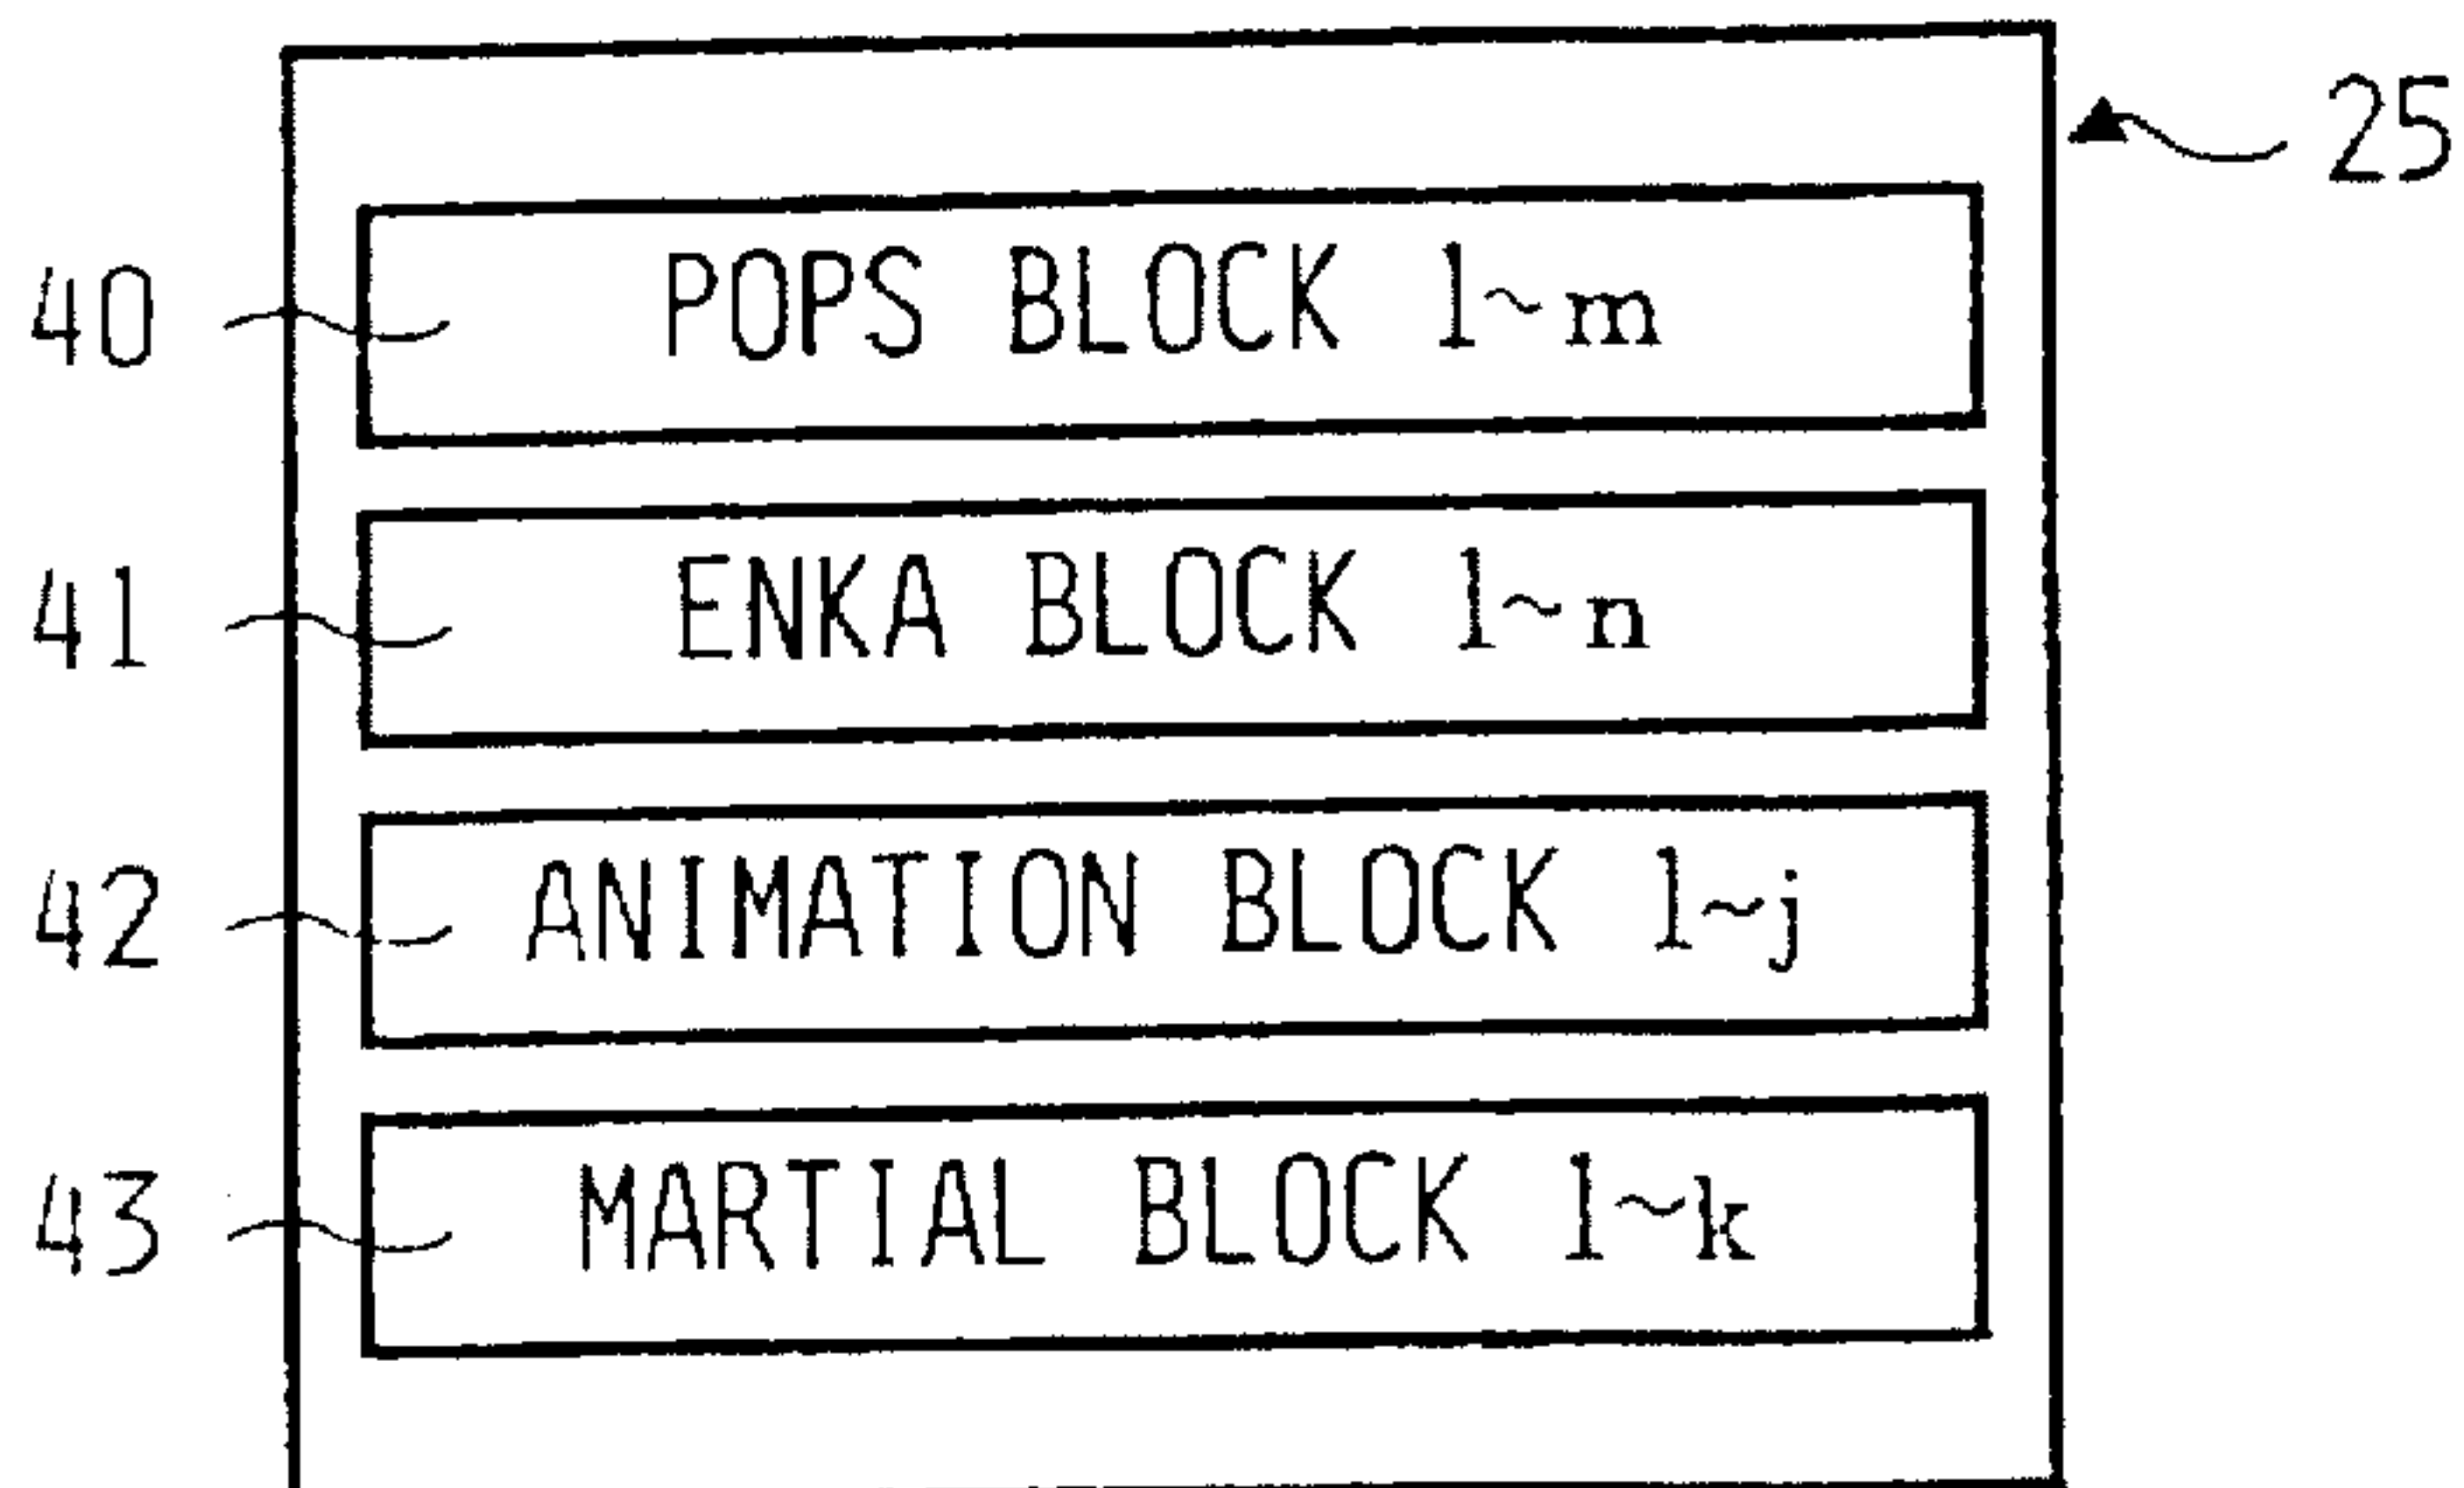 25
40 POPS BLOCK 1~m
41 ENKA BLOCK 1~n
42 ANIMATION BLOCK 1~j
43 MARTIAL BLOCK 1~k